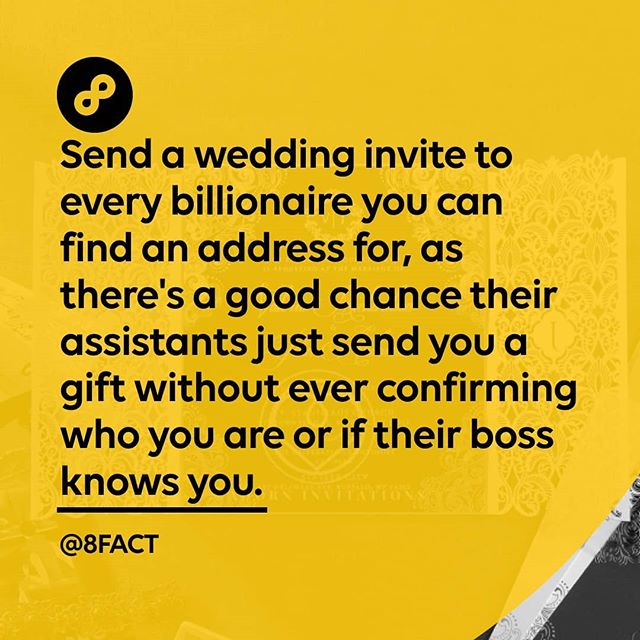 Send a wedding invite to
every billionaire you can
find an address for, as
there's a good chance their
assistants just send you a
gift without ever confirming
who you are or if their boss
knows you.
@8FACT